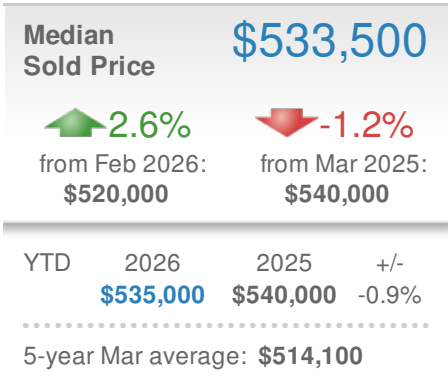 Median
Sold Price
$533,500
2.6%
from Feb 2026:
$520,000
-1.2%
from Mar 2025:
$540,000
YTD 2026 2025 +/-
$535,000 $540,000 -0.9%
5-year Mar average: $514,100